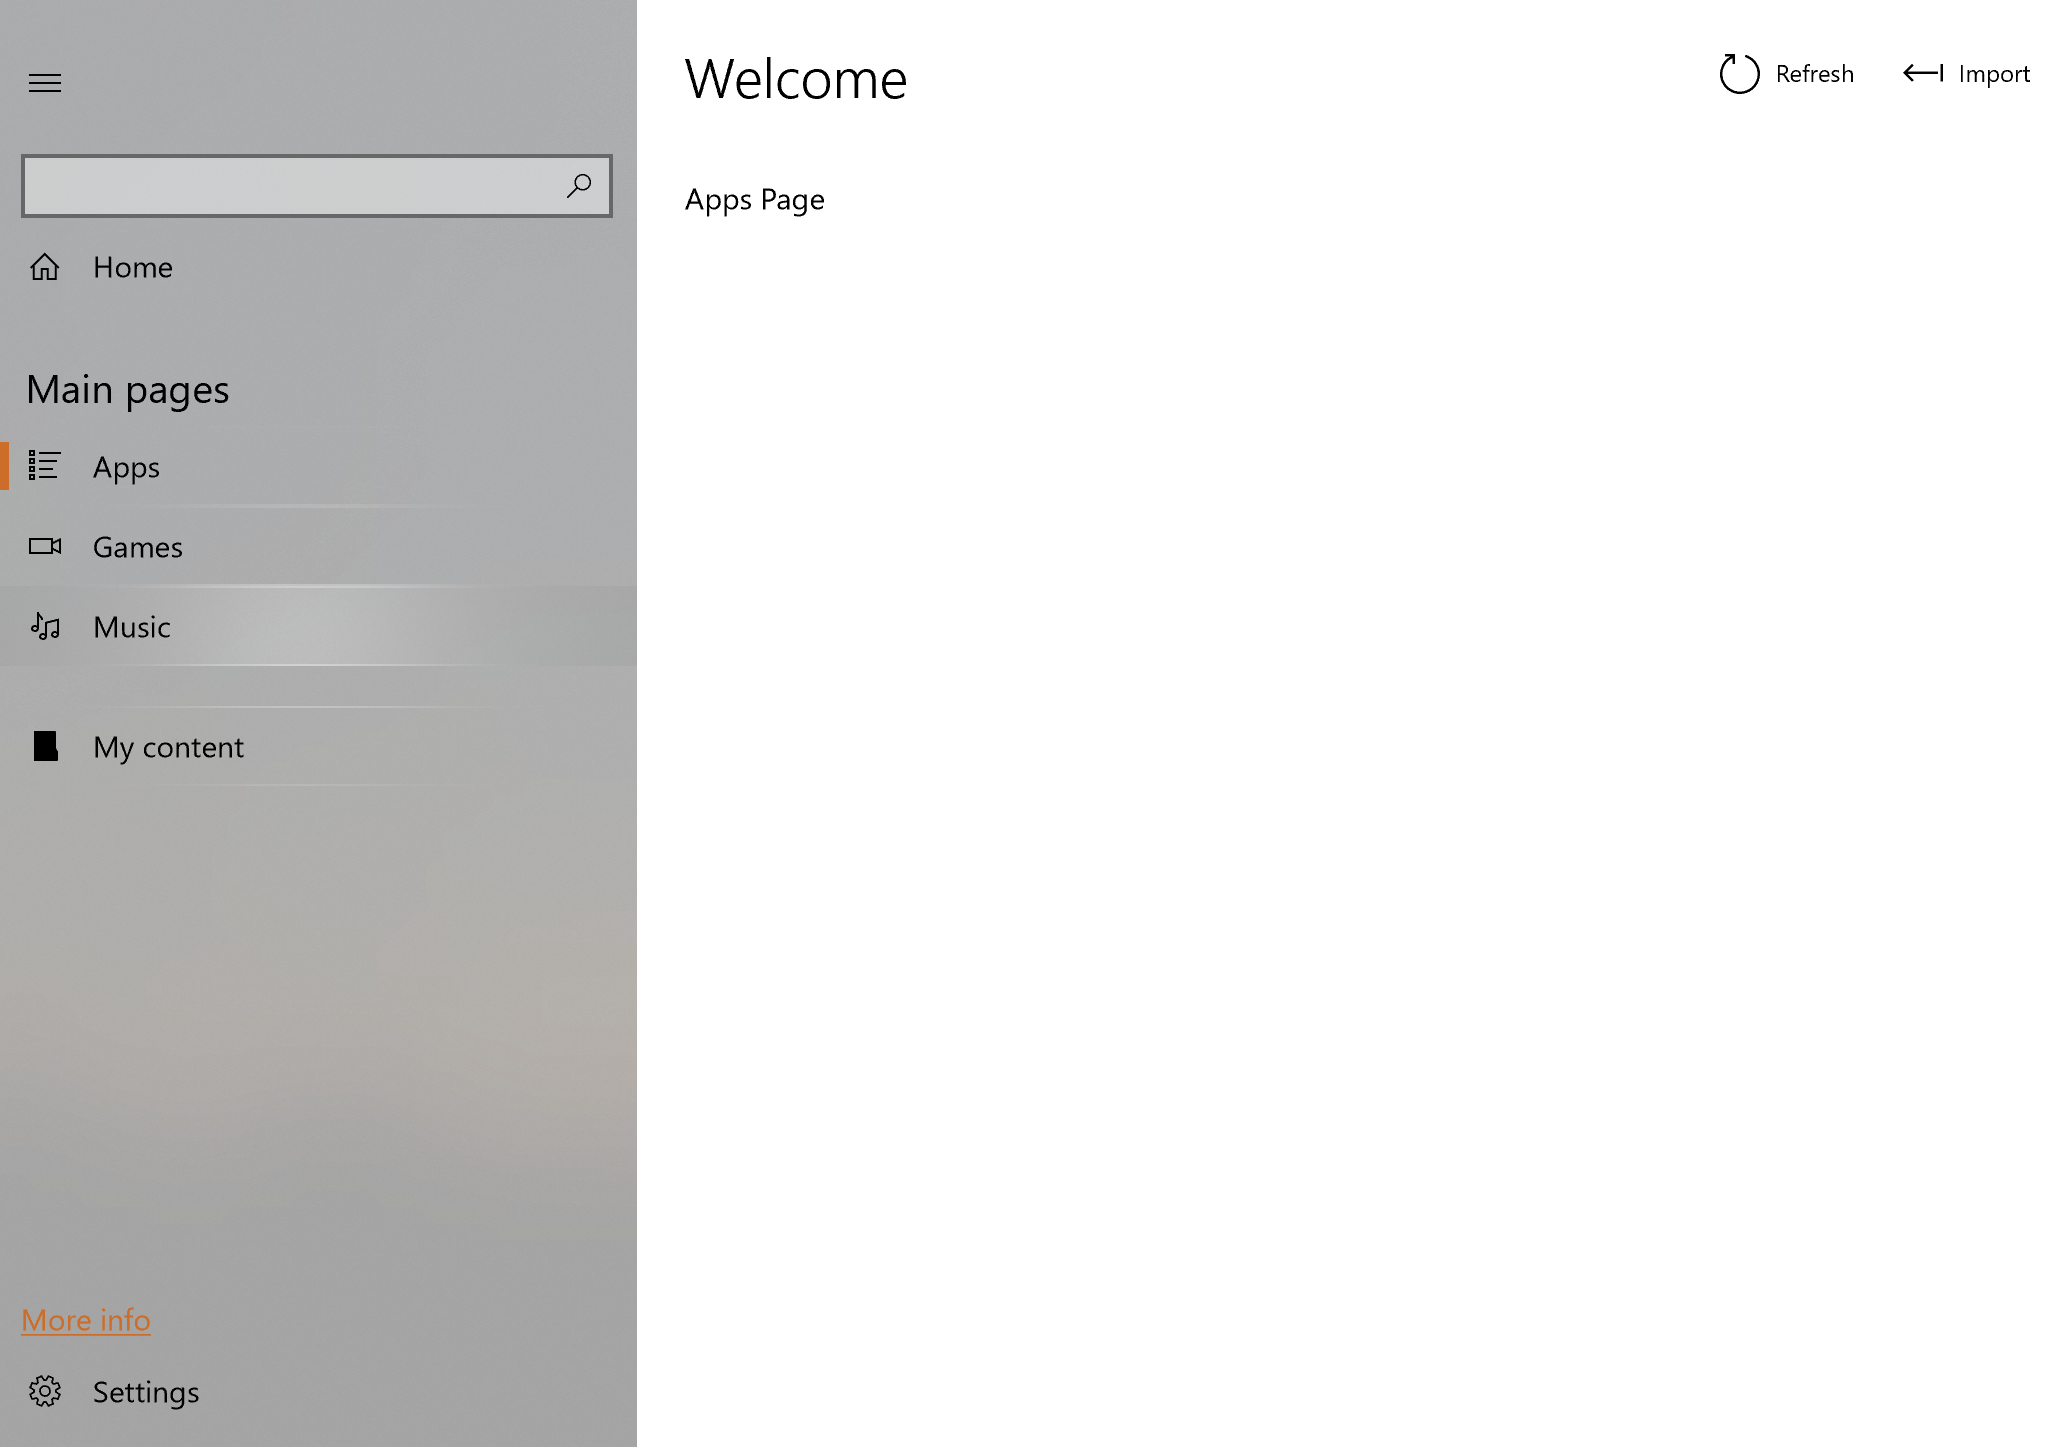 Welcome
Refresh
Import
Apps Page
Home
Main pages
Apps
Games
Music
My content
More info
Settings